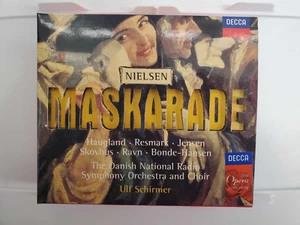 DECCA
NIELSEN
MASKARADE
Haugland · Resmark · Jensen
Skovhus · Ravn · Bonde-Hansen
The Danish National Radio
Symphony Orchestra and Choir
Ulf Schirmer
DECCA
Opera